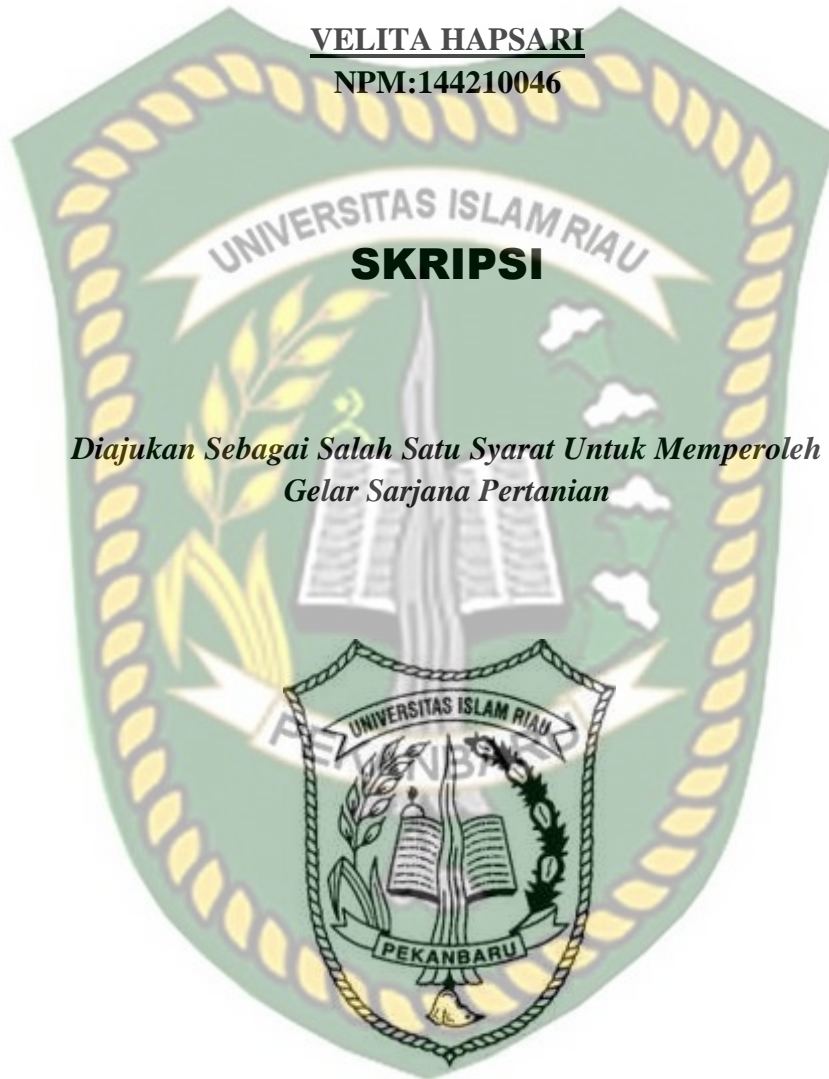 VELITA HAPSARI
NPM:144210046
UNIVERSITAS ISLAM RIAU
SKRIPSI
Diajukan Sebagai Salah Satu Syarat Untuk Memperoleh
Gelar Sarjana Pertanian
UNIVERSITAS ISLAM RIAU
PEKANBARU
PEKANBARU